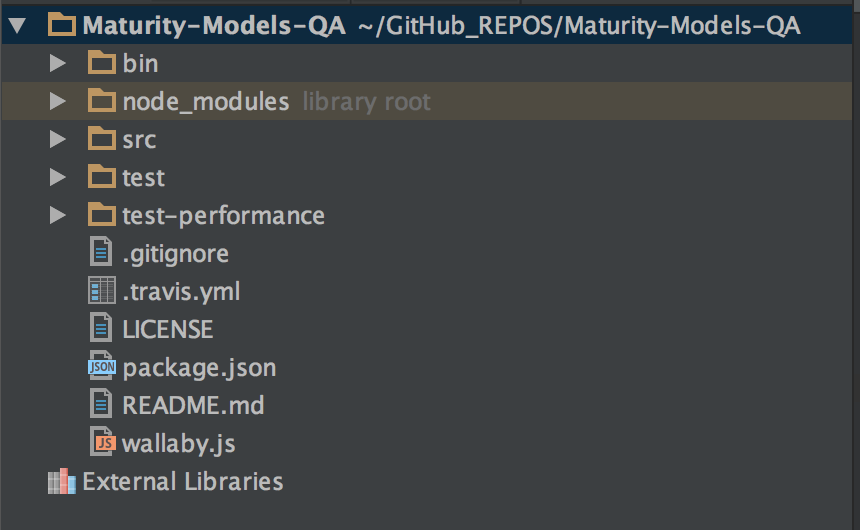 Maturity-Models-QA ~/GitHub_REPOS/Maturity-Models-QA
bin
node_modules library root
src
test
test-performance
.gitignore
.travis.yml
LICENSE
JSON package.json
README.md
JS wallaby.js
External Libraries